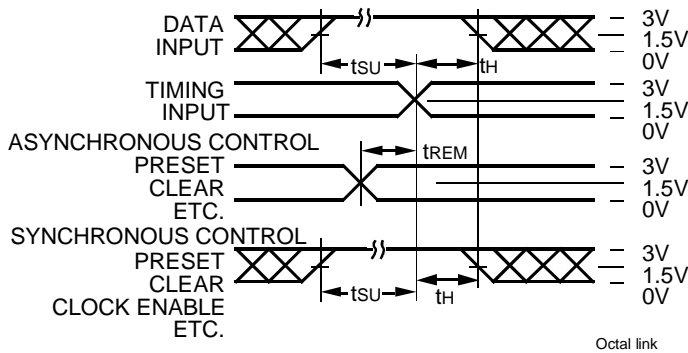 DATA
INPUT
tSU
tH
3V
1.5V
0V
TIMING
INPUT
3V
1.5V
0V
ASYNCHRONOUS CONTROL
PRESET
CLEAR
ETC.
tREM
3V
1.5V
0V
SYNCHRONOUS CONTROL
PRESET
CLEAR
CLOCK ENABLE
ETC.
tSU
tH
3V
1.5V
0V
Octal link